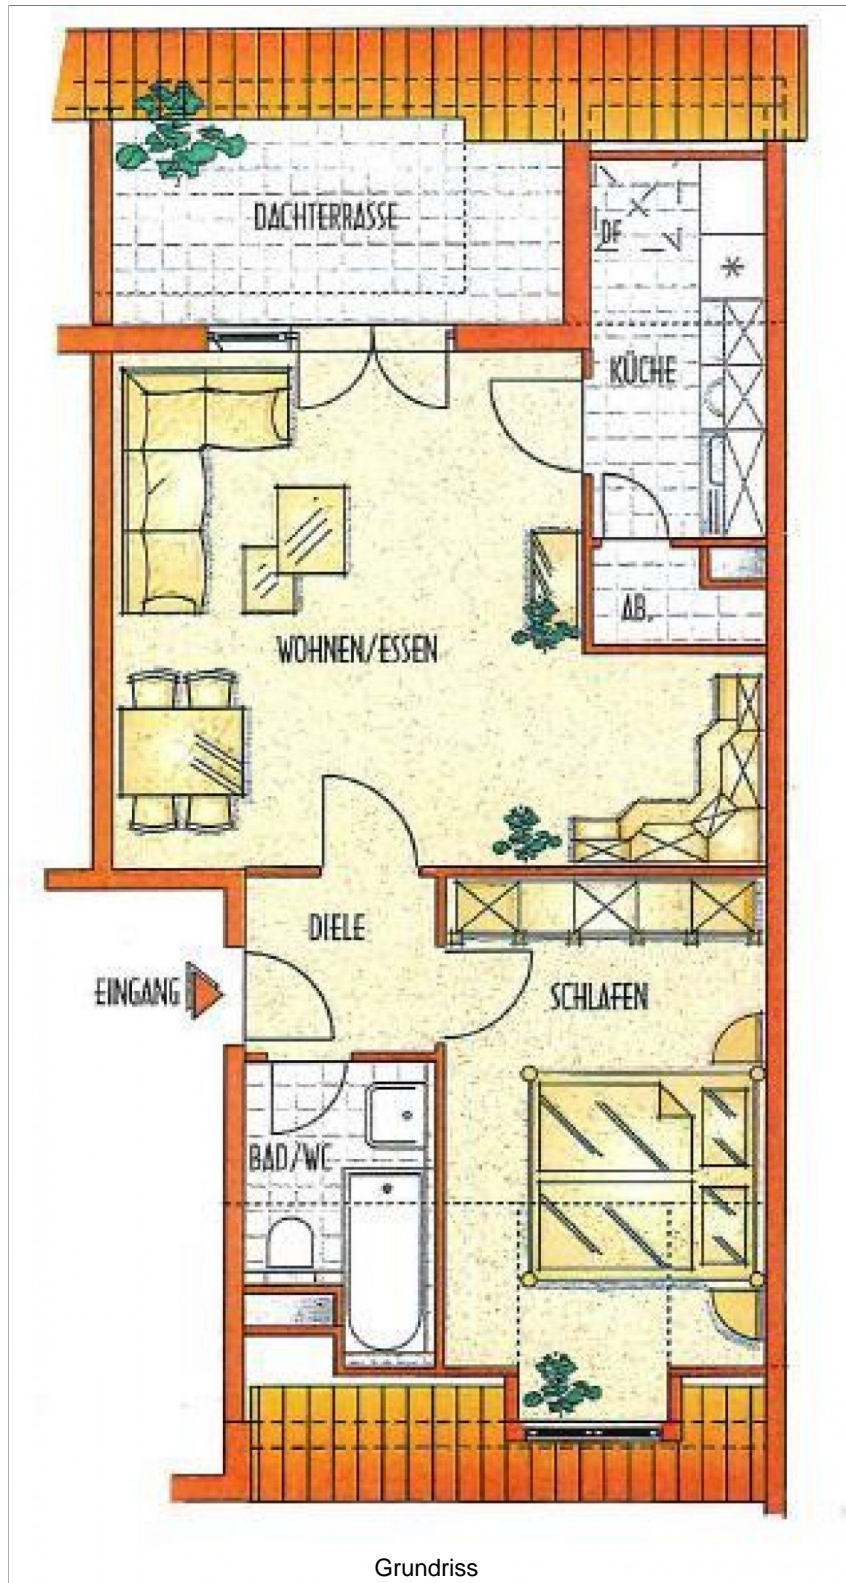 DACHTERRASSE
DF
KÜCHE
AB.
WOHNEN/ESSEN
DIELE
EINGANG
SCHLAFEN
BAD/WC
Grundriss